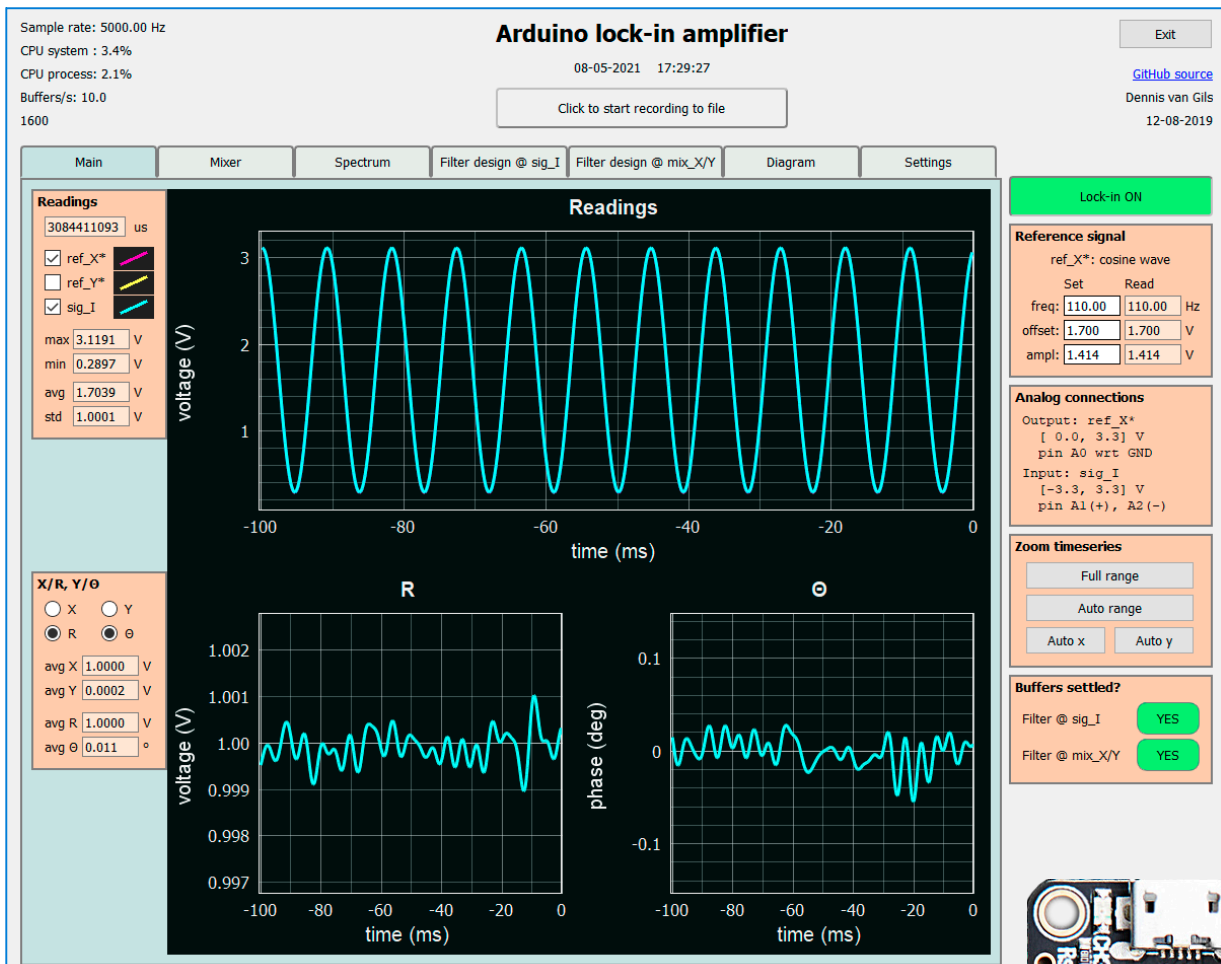 Sample rate: 5000.00 Hz
CPU system : 3.4%
CPU process: 2.1%
Buffers/s: 10.0
1600
Arduino lock-in amplifier
08-05-2021 17:29:27
Click to start recording to file
Exit
GitHub source
Dennis van Gils
12-08-2019
Main Mixer Spectrum Filter design @ sig_I Filter design @ mix_X/Y Diagram Settings
Readings
3084411093 us
ref_X*
ref_Y*
sig_I
max 3.1191 V
min 0.2897 V
avg 1.7039 V
std 1.0001 V
Readings
voltage (V)
3
2
1
-100 -80 -60 -40 -20 0
time (ms)
X/R, Y/Θ
X Y
R Θ
avg X 1.0000 V
avg Y 0.0002 V
avg R 1.0000 V
avg Θ 0.011 °
R
voltage (V)
1.002
1.001
1.00
0.999
0.998
0.997
-100 -80 -60 -40 -20 0
time (ms)
Θ
phase (deg)
0.1
0
-0.1
-100 -80 -60 -40 -20 0
time (ms)
Lock-in ON
Reference signal
ref_X*: cosine wave
Set Read
freq: 110.00 110.00 Hz
offset: 1.700 1.700 V
ampl: 1.414 1.414 V
Analog connections
Output: ref_X*
[ 0.0, 3.3] V
pin A0 wrt GND
Input: sig_I
[-3.3, 3.3] V
pin A1(+), A2(-)
Zoom timeseries
Full range
Auto range
Auto x Auto y
Buffers settled?
Filter @ sig_I YES
Filter @ mix_X/Y YES